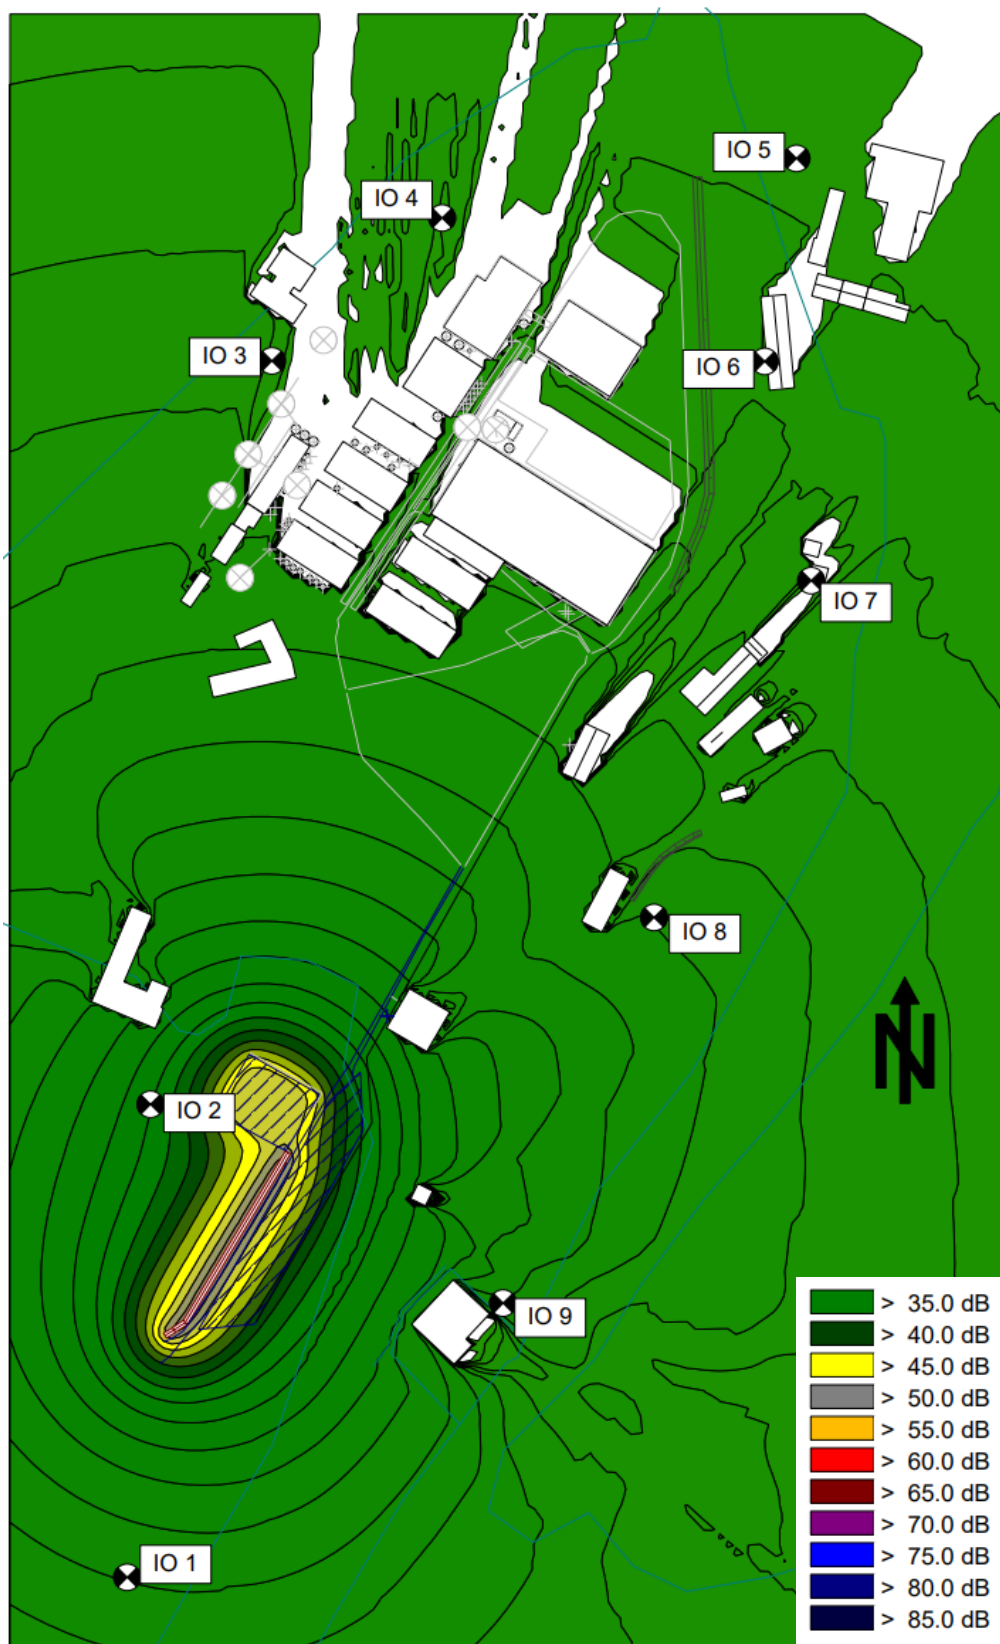 IO 5
IO 4
IO 3
IO 6
IO 7
IO 8
N
IO 2
IO 9
> 35.0 dB
> 40.0 dB
> 45.0 dB
> 50.0 dB
> 55.0 dB
> 60.0 dB
> 65.0 dB
> 70.0 dB
> 75.0 dB
> 80.0 dB
> 85.0 dB
IO 1